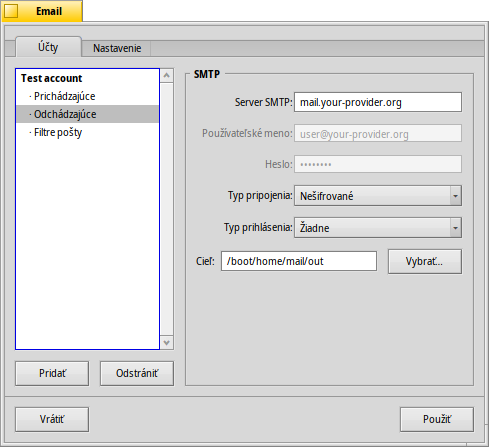 Email
Účty
Nastavenie
Test account
· Prichádzajúce
· Odchádzajúce
· Filtre pošty
SMTP
Server SMTP: mail.your-provider.org
Používateľské meno: user@your-provider.org
Heslo: ••••••••
Typ pripojenia: Nešifrované
Typ prihlásenia: Žiadne
Cieľ: /boot/home/mail/out
Vybrať...
Pridať
Odstrániť
Vrátiť
Použiť